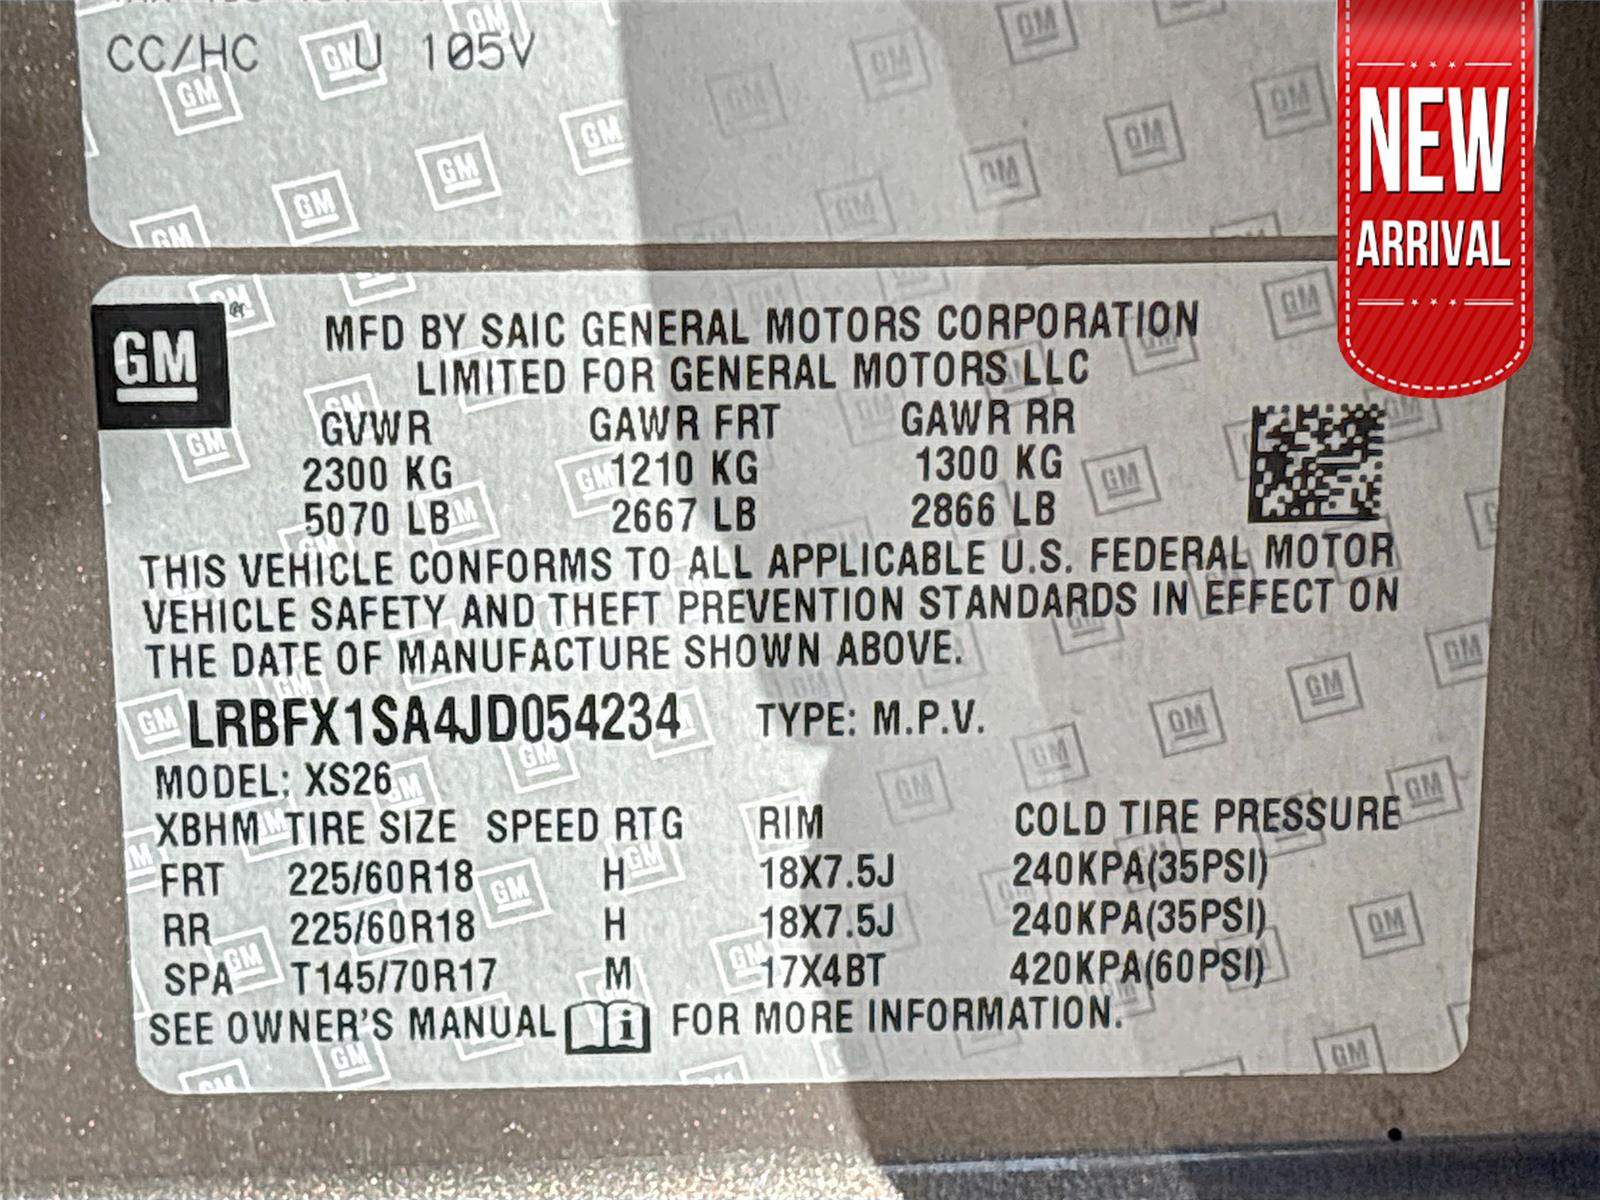 CC/HC U 105V
NEW
ARRIVAL
GM
MFD BY SAIC GENERAL MOTORS CORPORATION
LIMITED FOR GENERAL MOTORS LLC
GVWR GAWR FRT GAWR RR
2300 KG 1210 KG 1300 KG
5070 LB 2667 LB 2866 LB
THIS VEHICLE CONFORMS TO ALL APPLICABLE U.S. FEDERAL MOTOR
VEHICLE SAFETY AND THEFT PREVENTION STANDARDS IN EFFECT ON
THE DATE OF MANUFACTURE SHOWN ABOVE.
LRBFX1SA4JD054234 TYPE: M.P.V.
MODEL: XS26
XBHM TIRE SIZE SPEED RTG RIM COLD TIRE PRESSURE
FRT 225/60R18 H 18X7.5J 240KPA(35PSI)
RR 225/60R18 H 18X7.5J 240KPA(35PSI)
SPA T145/70R17 M 17X4BT 420KPA(60PSI)
SEE OWNER'S MANUAL i FOR MORE INFORMATION.